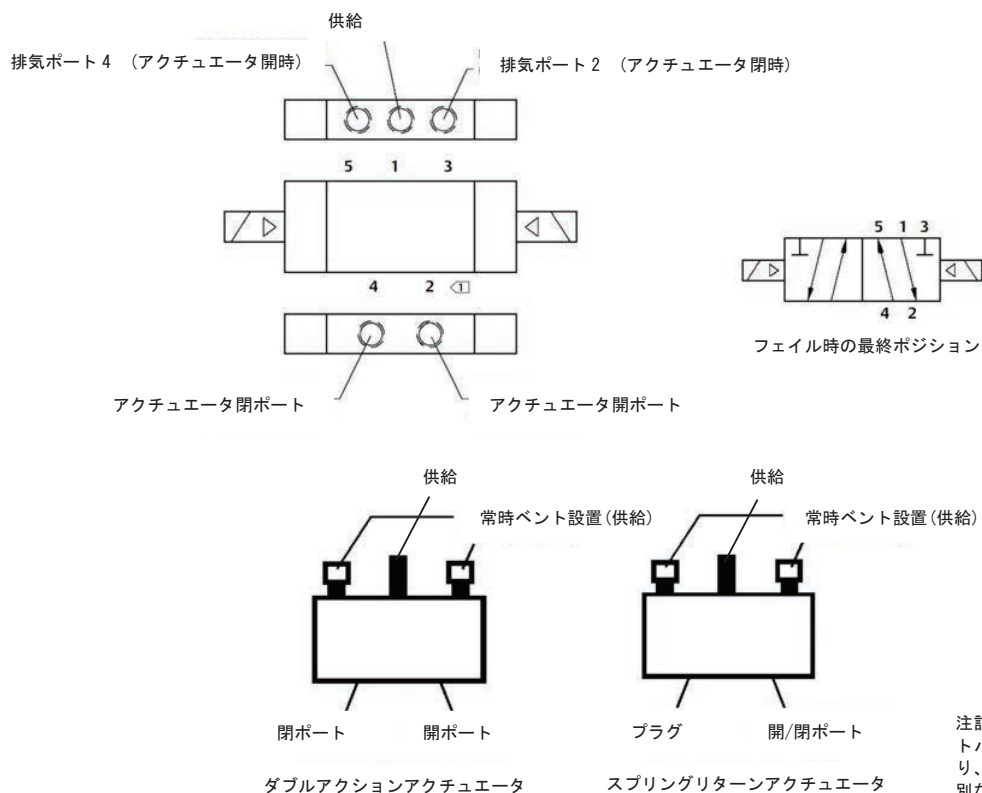 供給
排気ポート 4 （アクチュエータ開時）
排気ポート 2 （アクチュエータ閉時）
5 1 3
4 2 1
アクチュエータ閉ポート
アクチュエータ開ポート
5 1 3
4 2
フェイル時の最終ポジション
供給
常時ベント設置(供給)
閉ポート
開ポート
ダブルアクションアクチュエータ
供給
常時ベント設置(供給)
プラグ
開/閉ポート
スプリングリターンアクチュエータ
り、